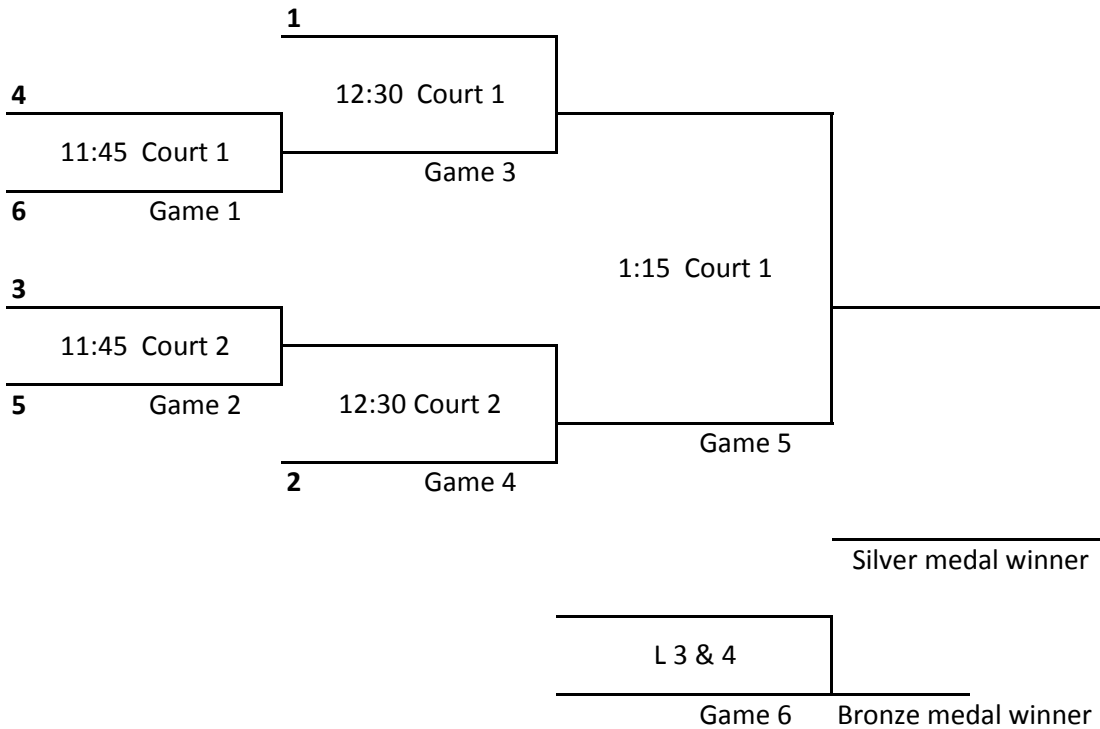 1
4
12:30 Court 1
11:45 Court 1
Game 3
6
Game 1
1:15 Court 1
3
11:45 Court 2
5
Game 2
12:30 Court 2
Game 5
2
Game 4
Silver medal winner
L 3 & 4
Game 6
Bronze medal winner